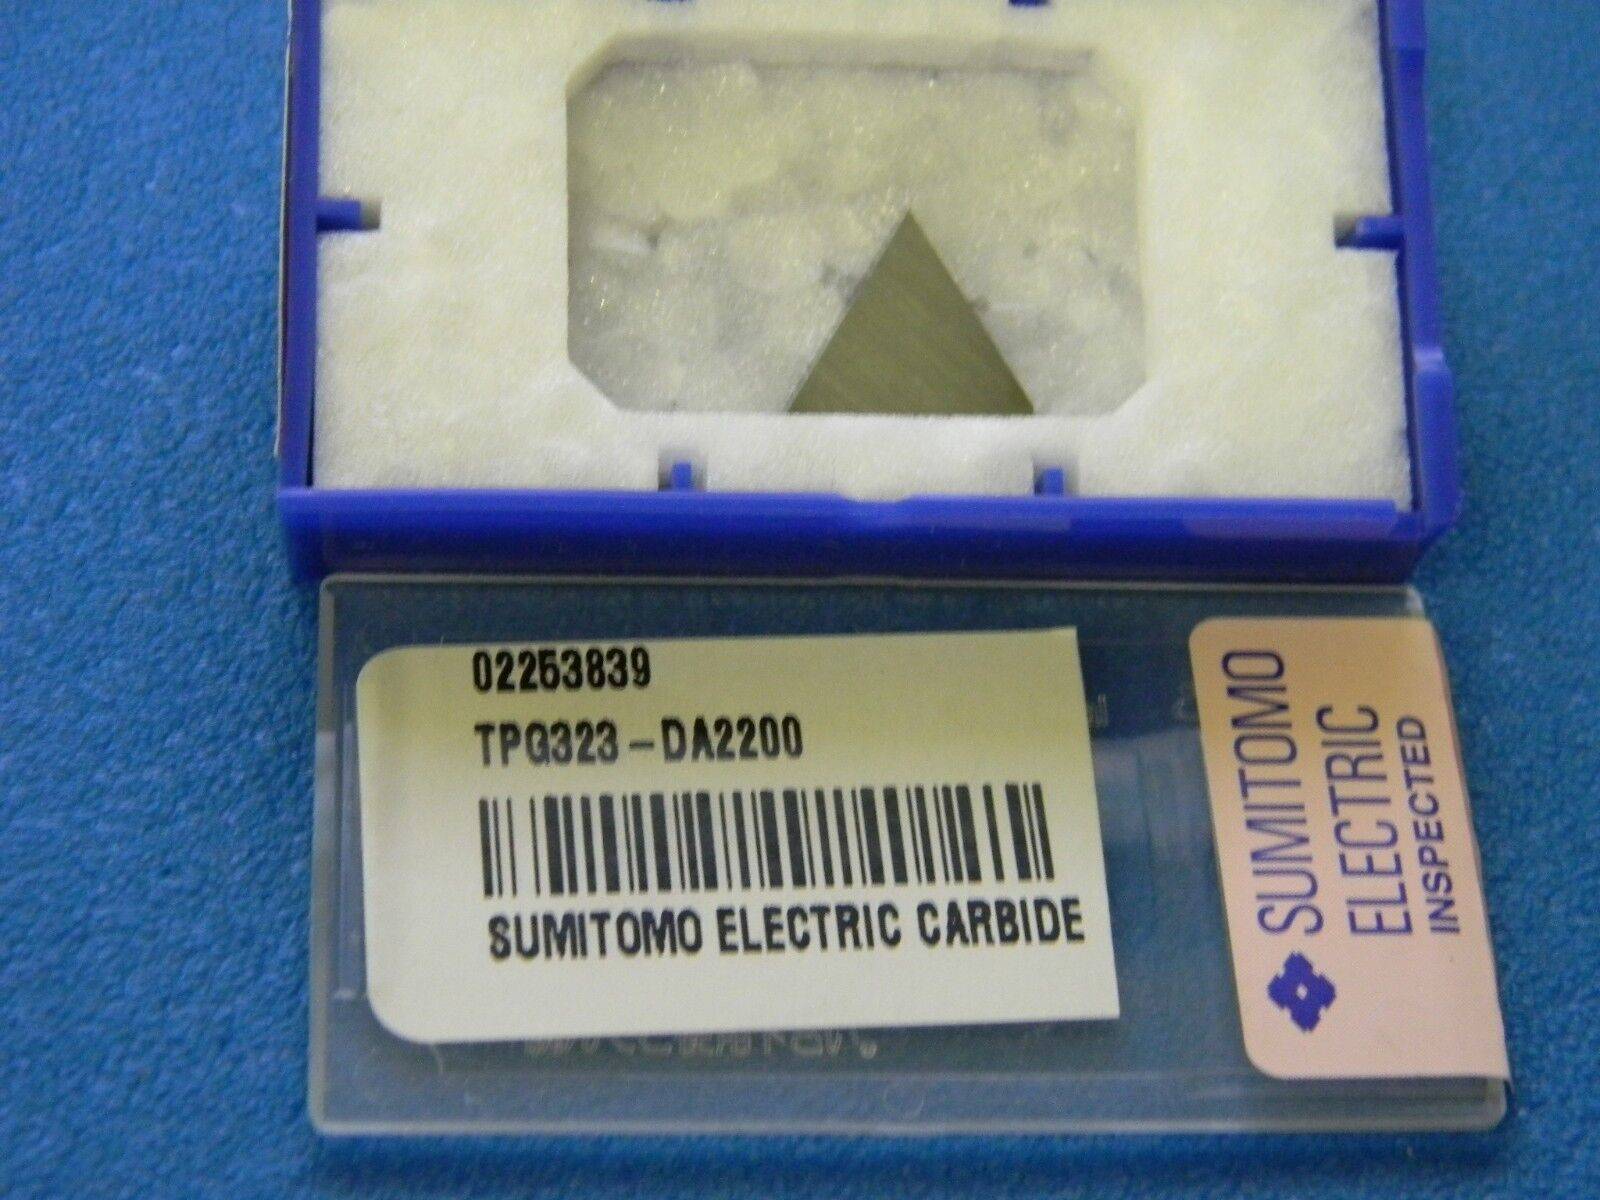 02253839
TPG323-DA2200
SUMITOMO ELECTRIC CARBIDE
SUMITOMO
ELECTRIC
INSPECTED